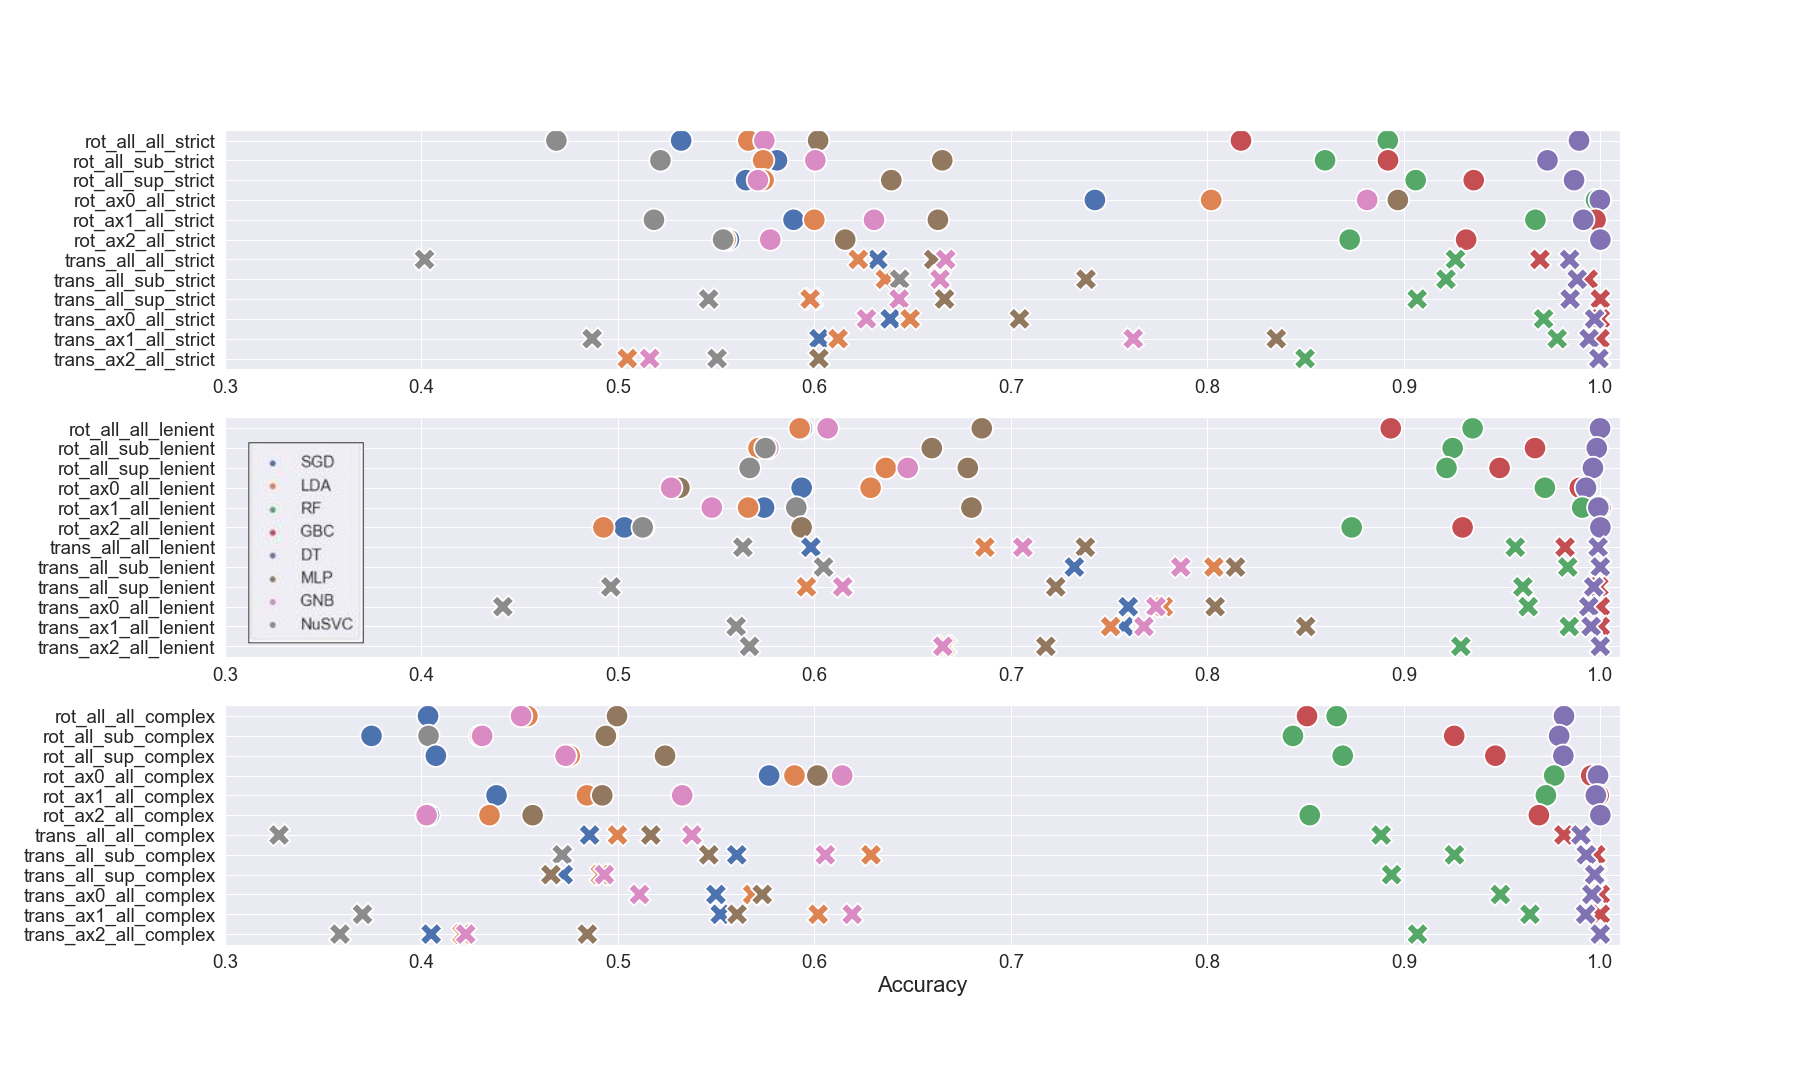 rot_all_all_strict
rot_all_sub_strict
rot_all_sup_strict
rot_ax0_all_strict
rot_ax1_all_strict
rot_ax2_all_strict
trans_all_all_strict
trans_all_sub_strict
trans_all_sup_strict
trans_ax0_all_strict
trans_ax1_all_strict
trans_ax2_all_strict
0.3 0.4 0.5 0.6 0.7 0.8 0.9 1.0
rot_all_all_lenient
rot_all_sub_lenient
rot_all_sup_lenient
rot_ax0_all_lenient
rot_ax1_all_lenient
rot_ax2_all_lenient
trans_all_all_lenient
trans_all_sub_lenient
trans_all_sup_lenient
trans_ax0_all_lenient
trans_ax1_all_lenient
trans_ax2_all_lenient
SGD
LDA
RF
GBC
DT
MLP
GNB
NuSVC
0.3 0.4 0.5 0.6 0.7 0.8 0.9 1.0
rot_all_all_complex
rot_all_sub_complex
rot_all_sup_complex
rot_ax0_all_complex
rot_ax1_all_complex
rot_ax2_all_complex
trans_all_all_complex
trans_all_sub_complex
trans_all_sup_complex
trans_ax0_all_complex
trans_ax1_all_complex
trans_ax2_all_complex
0.3 0.4 0.5 0.6 0.7 0.8 0.9 1.0
Accuracy